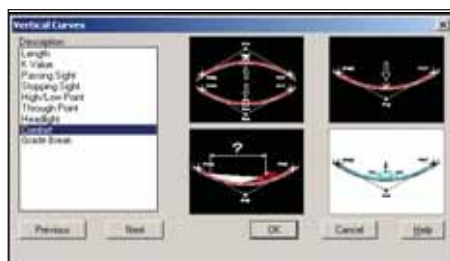 Vertical Curves
Description
Length
K Value
Passing Sight
Stopping Sight
High/Low Point
Through Point
Headlight
Comfort
Grade Break
?
Previous
Next
OK
Cancel
Help